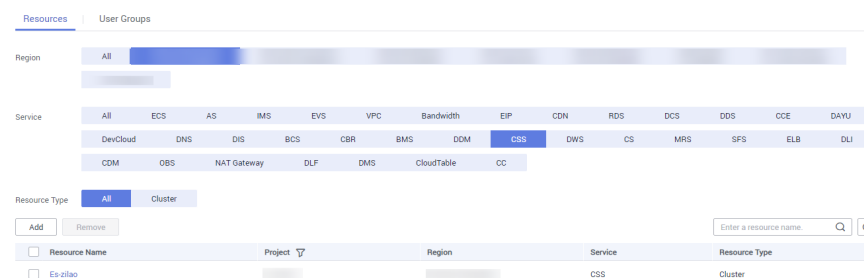 Resources User Groups
Region All
Service All ECS AS IMS EVS VPC Bandwidth EIP CDN RDS DCS DDS CCE DAYU
DevCloud DNS DIS BCS CBR BMS DDM CSS DWS CS MRS SFS ELB DLI
CDM OBS NAT Gateway DLF DMS CloudTable CC
Resource Type All Cluster
Add Remove Enter a resource name.
Resource Name Project Region Service Resource Type
Es-zilao CSS Cluster